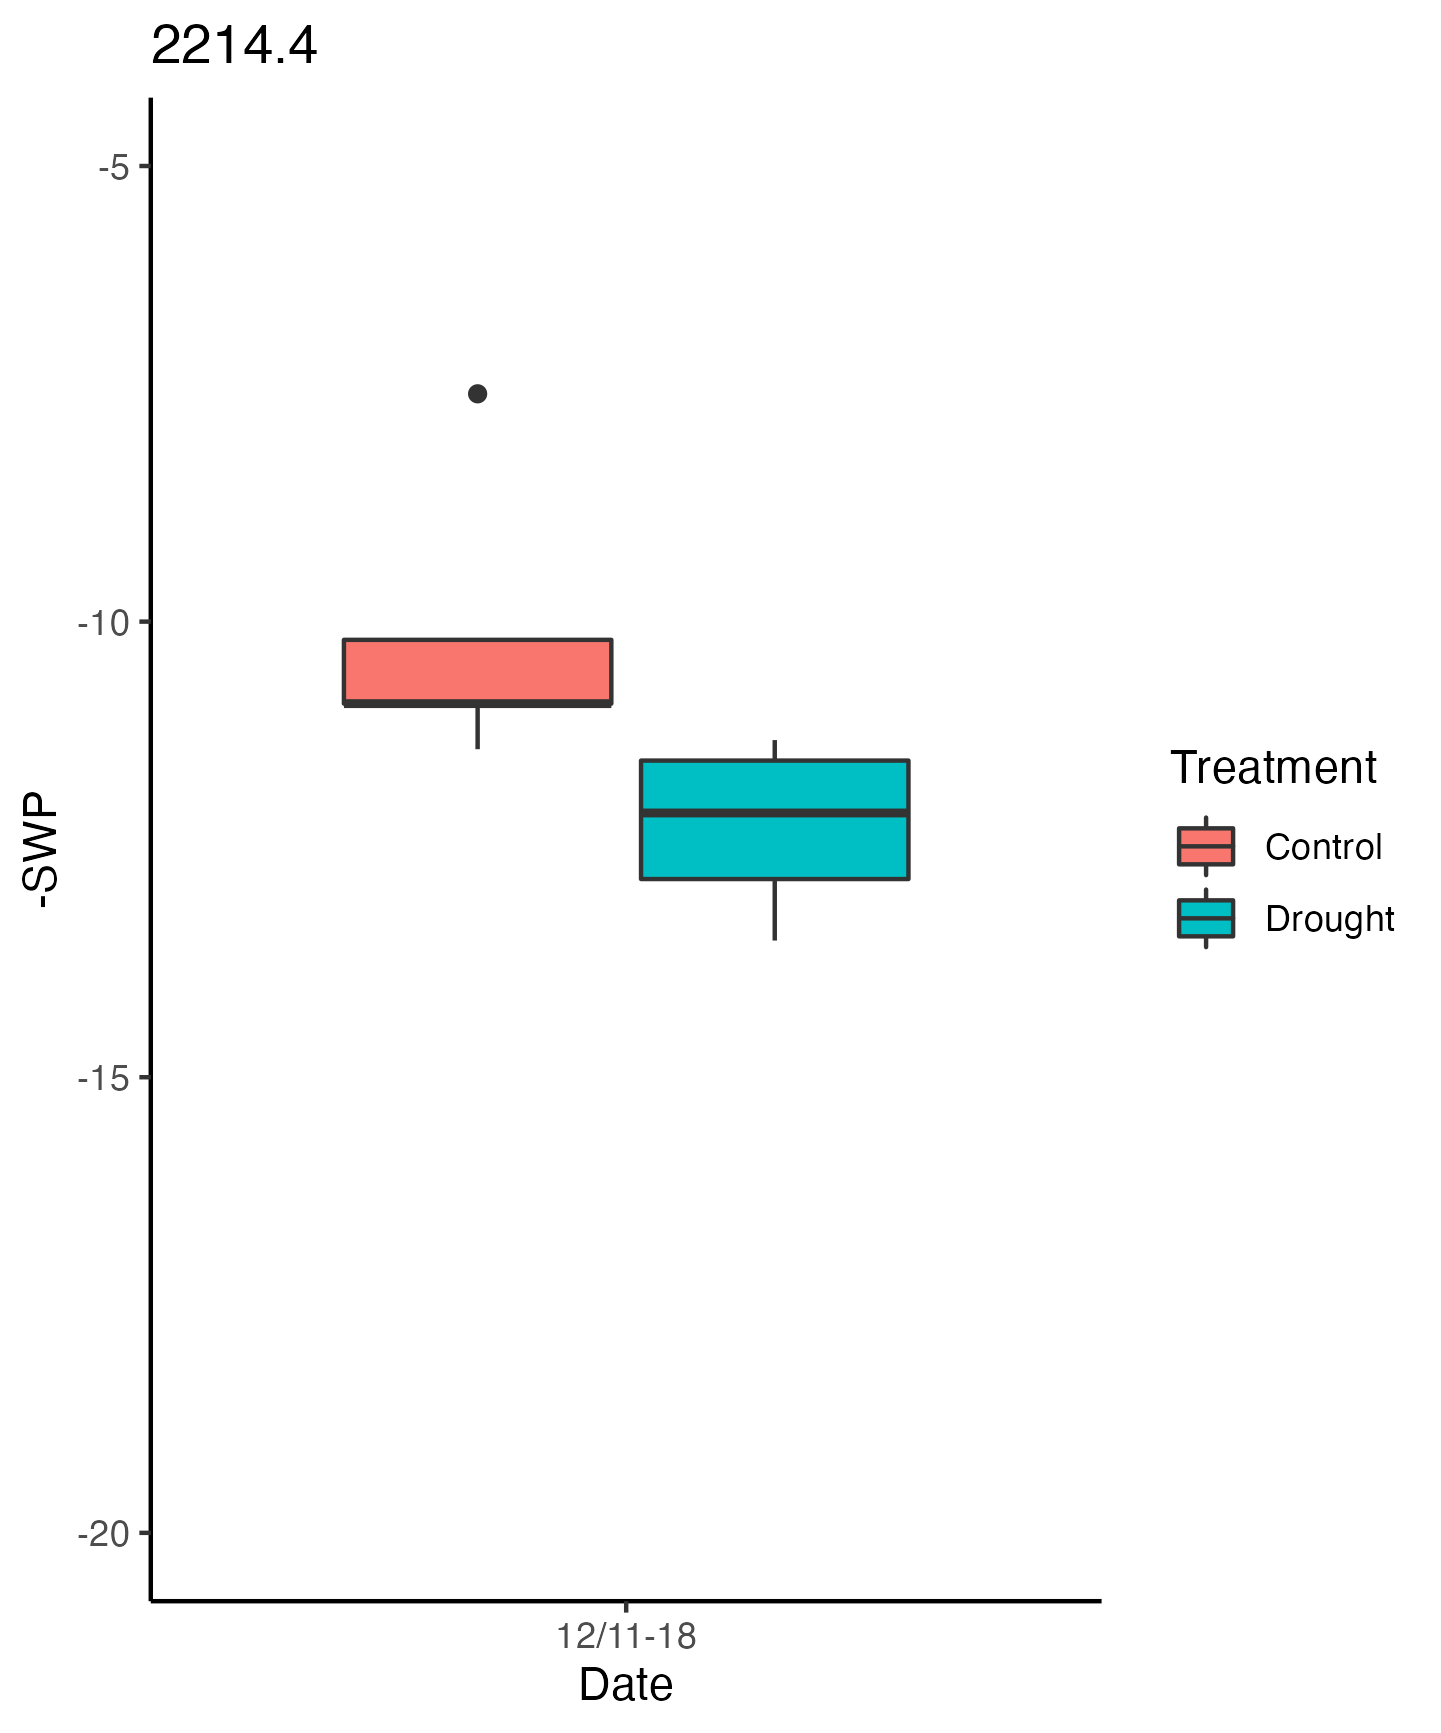 2214.4
-5
-10
-15
-20
-SWP
12/11-18
Date
Treatment
Control
Drought